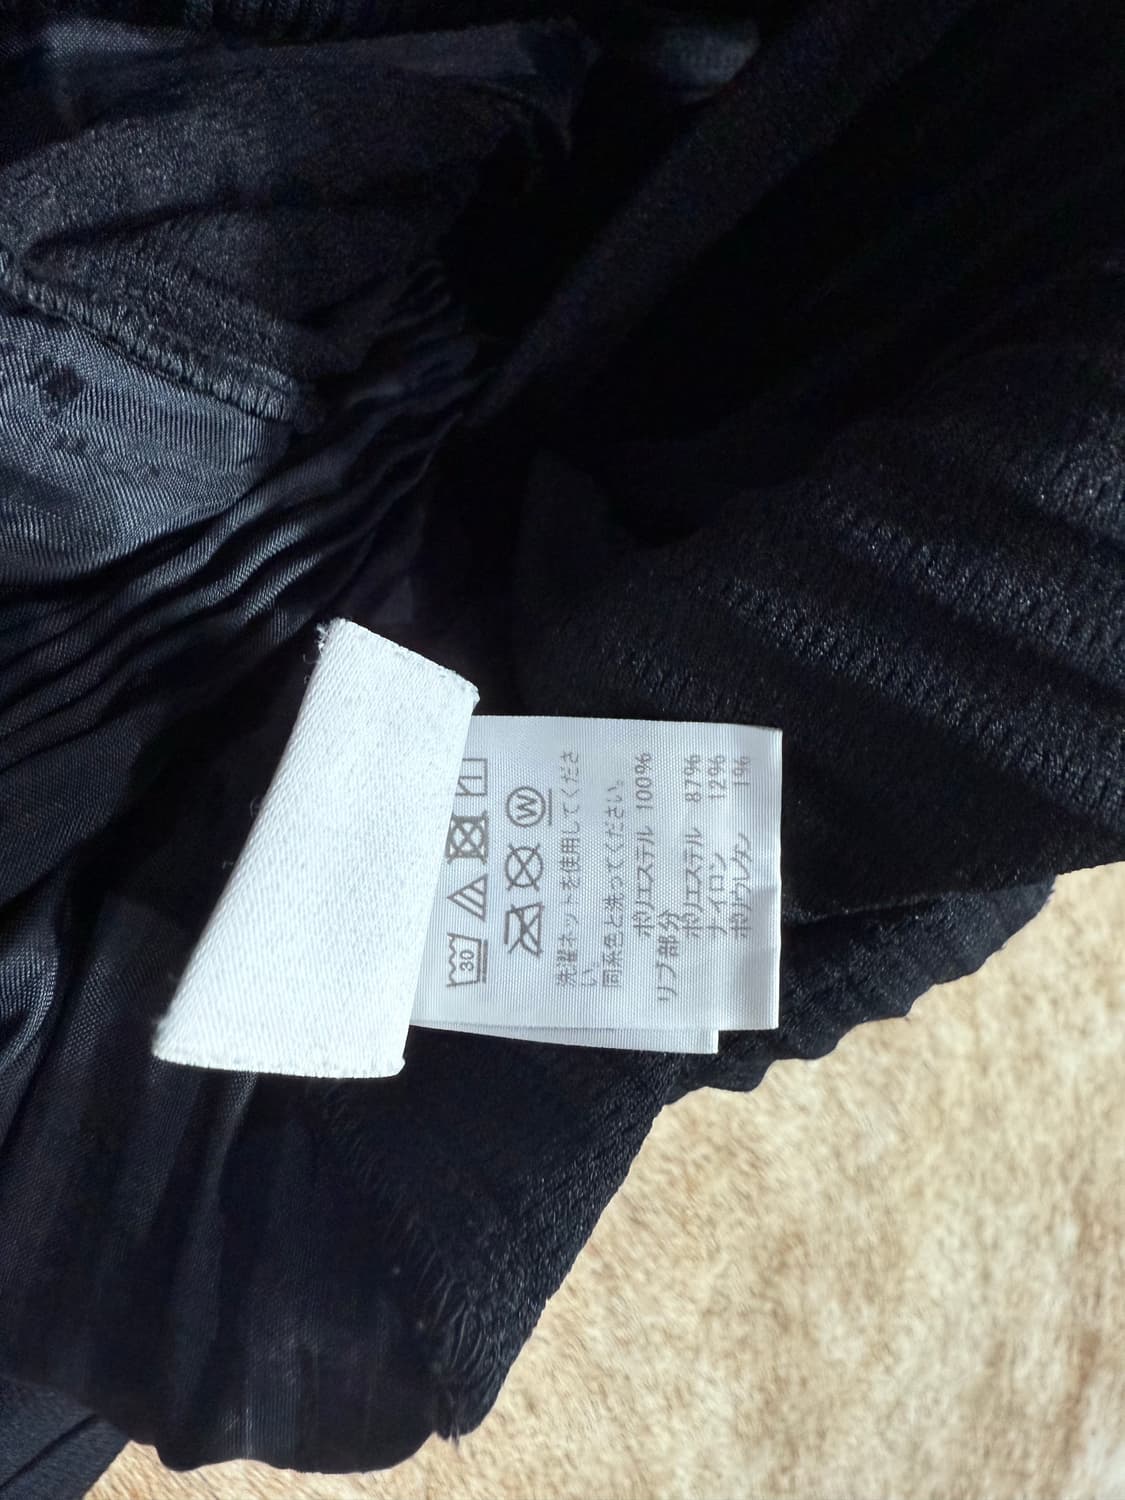 30
W
洗濯ネットを使用してくださ
い。
同系色と洗ってください。
ポリエステル 100%
リブ部分
ポリエステル 87%
ナイロン 12%
ポリウレタン 1%